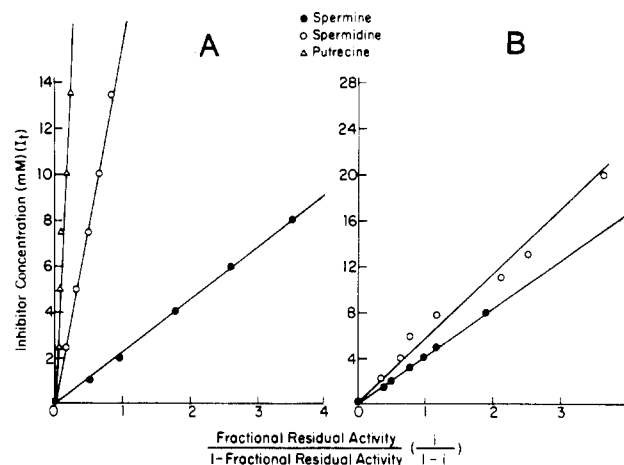 ● Spermine
○ Spermidine
△ Putrecine
A
B
Inhibitor Concentration (mM) (I_t)
14
12
10
8
6
4
2
0
1
2
3
4
28
24
20
16
12
8
4
0
1
2
3
Fractional Residual Activity
1-Fractional Residual Activity
( i
1-i )